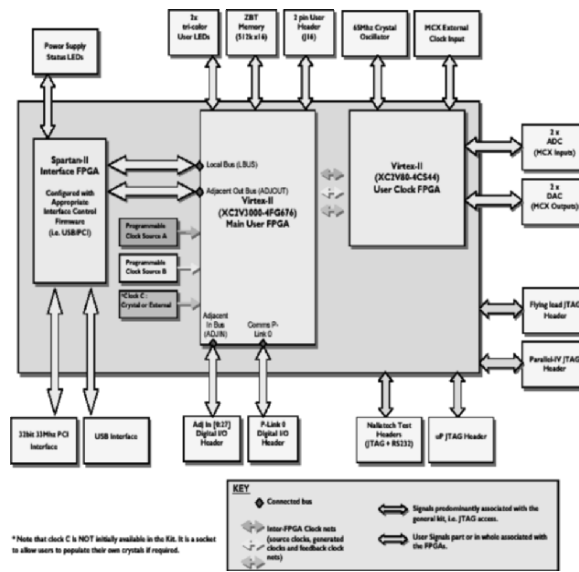 2x
tri-color
User LEDs
ZBT
Memory
(512k x16)
2 pin User
Header
(J16)
65Mhz Crystal
Oscillator
MCX External
Clock Input
Power Supply
Status LEDs
Spartan-II
Interface FPGA
Configured with
Appropriate
Interface Control
Firmware
(i.e. USB/PCI)
Local Bus (LBUS)
Adjacent Out Bus (ADJOUT)
Virtex-II
(XC2V3000-4FG676)
Main User FPGA
Virtex-II
(XC2V80-4CS44)
User Clock FPGA
2 x
ADC
(MCX Inputs)
2 x
DAC
(MCX Outputs)
Programmable
Clock Source A
Programmable
Clock Source B
*Clock C :
Crystal or External
Adjacent
In Bus
(ADJIN)
Comms P-
Link 0
Flying lead JTAG
Header
Parallel-IV JTAG
Header
32bit 33Mhz PCI
Interface
USB Interface
Adj In [0:27]
Digital I/O
Header
P-Link 0
Digital I/O
Header
Nallatech Test
Headers
(JTAG + RS232)
uP JTAG Header
KEY
Connected bus
Inter-FPGA Clock nets
(source clocks, generated
clocks and feedback clock
nets)
Signals predominantly associated with the
general kit, i.e. JTAG access.
User Signals part or in whole associated with
the FPGAs.
* Note that clock C is NOT initially available in the Kit. It is a socket
to allow users to populate their own crystals if required.